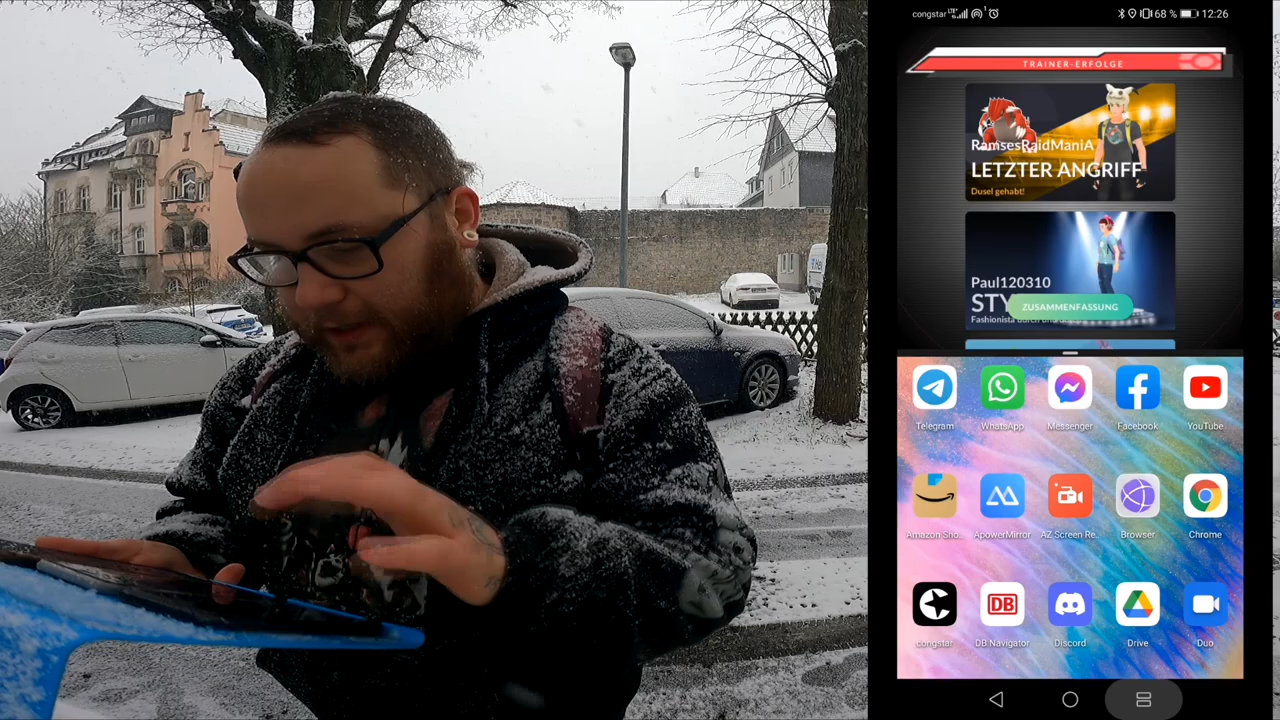 congstar
68 %
12:26
TRAINER-ERFOLGE
RamsesRaidManiA
LETZTER ANGRIFF
Dusel gehabt!
Paul120310
ZUSAMMENFASSUNG
Telegram
WhatsApp
Messenger
Facebook
YouTube
Amazon Sho...
ApowerMirror
AZ Screen Re...
Browser
Chrome
congstar
DB Navigator
Discord
Drive
Duo
DB